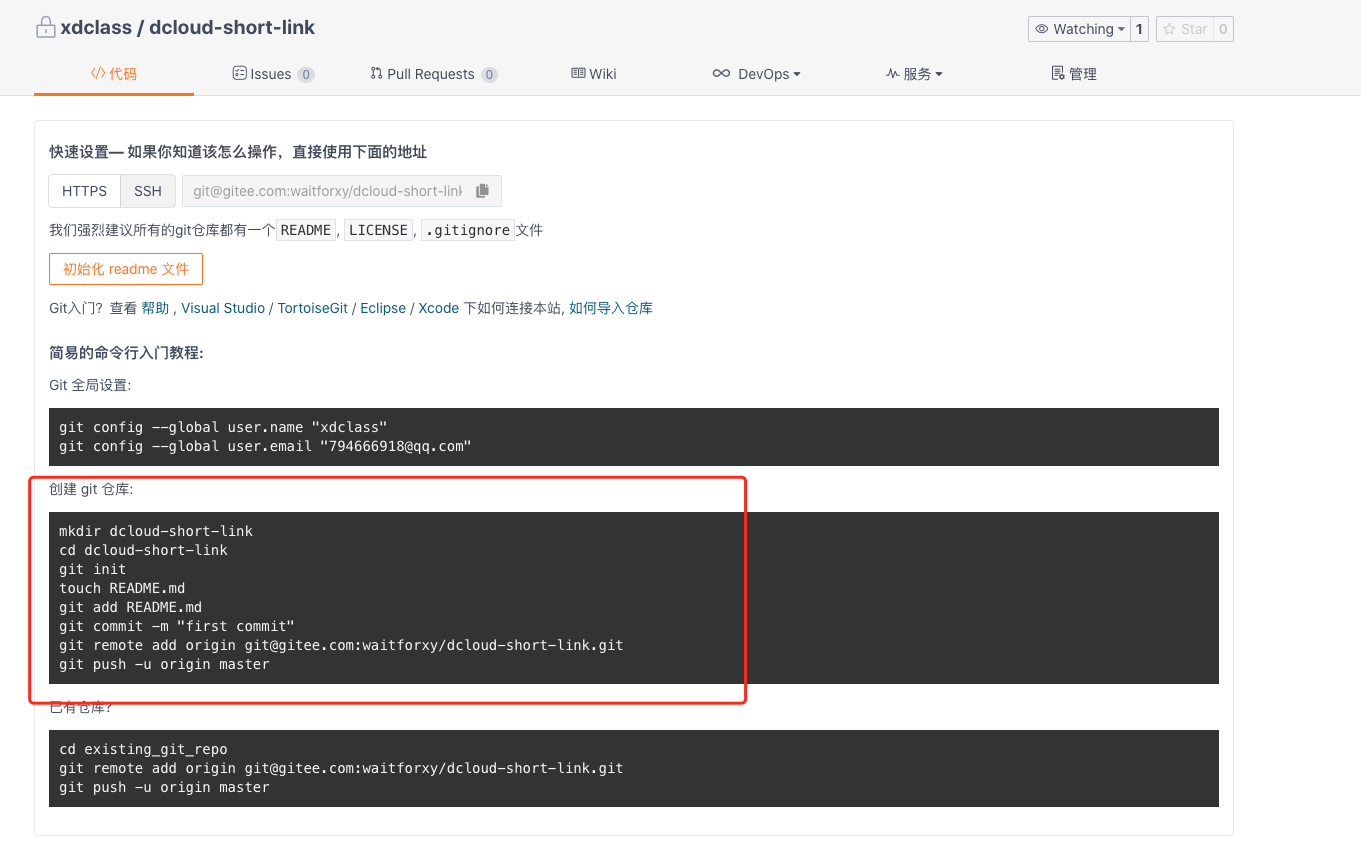 xdclass / dcloud-short-link
Watching 1 Star 0
代码 Issues 0 Pull Requests 0 Wiki DevOps 服务 管理
快速设置— 如果你知道该怎么操作，直接使用下面的地址
HTTPS SSH git@gitee.com:waitforxy/dcloud-short-link
我们强烈建议所有的git仓库都有一个 README, LICENSE, .gitignore 文件
初始化 readme 文件
Git入门？ 查看 帮助 , Visual Studio / TortoiseGit / Eclipse / Xcode 下如何连接本站, 如何导入仓库
简易的命令行入门教程:
Git 全局设置:
git config --global user.name "xdclass"
git config --global user.email "794666918@qq.com"
创建 git 仓库:
mkdir dcloud-short-link
cd dcloud-short-link
git init
touch README.md
git add README.md
git commit -m "first commit"
git remote add origin git@gitee.com:waitforxy/dcloud-short-link.git
git push -u origin master
已有仓库?
cd existing_git_repo
git remote add origin git@gitee.com:waitforxy/dcloud-short-link.git
git push -u origin master